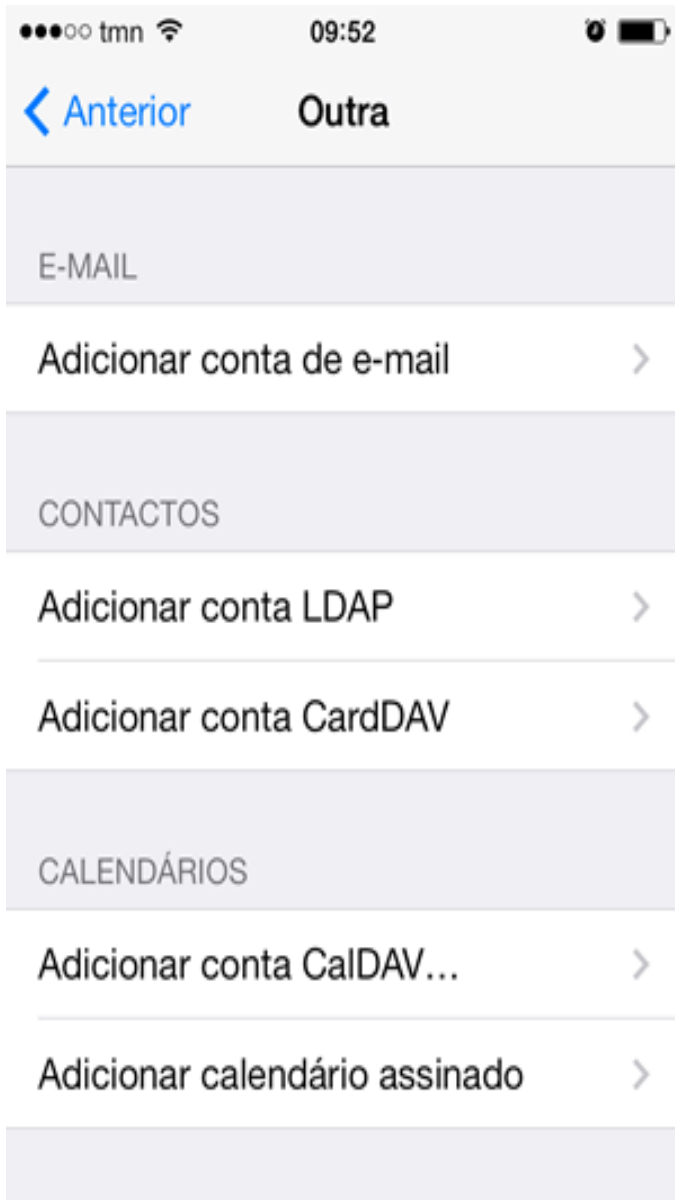 tmn 09:52
Anterior Outra
E-MAIL
Adicionar conta de e-mail
CONTACTOS
Adicionar conta LDAP
Adicionar conta CardDAV
CALENDÁRIOS
Adicionar conta CalDAV...
Adicionar calendário assinado